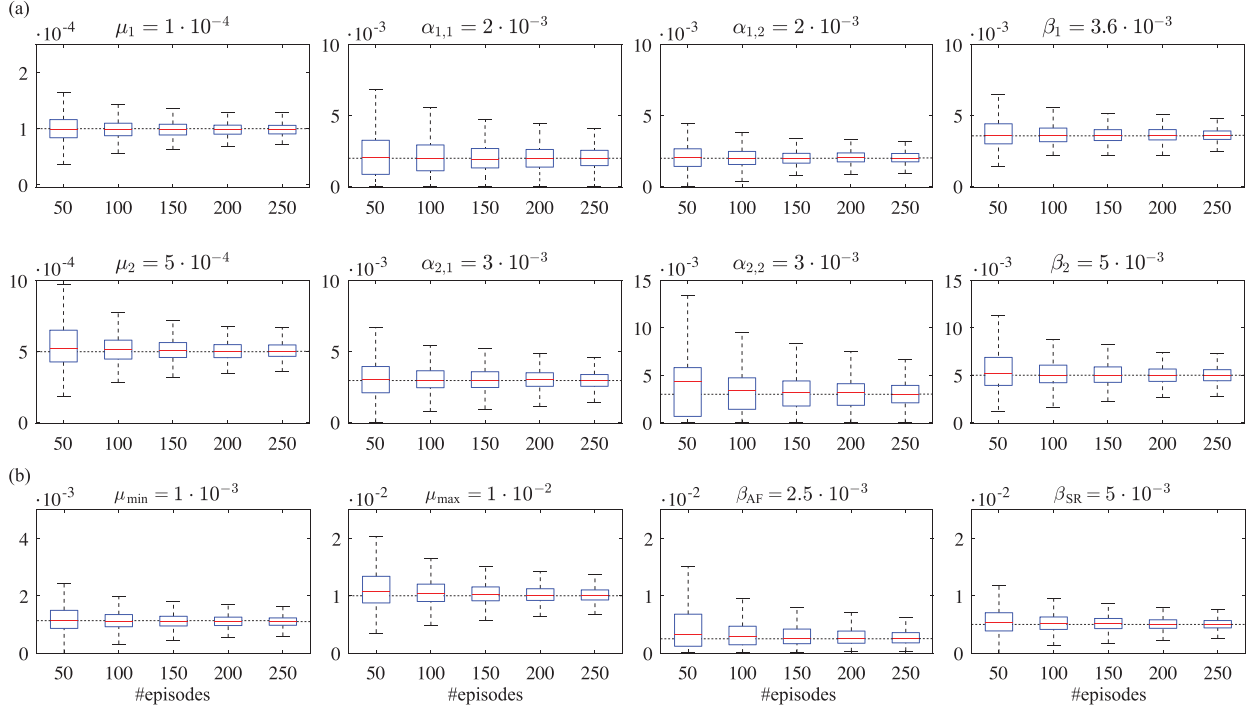 (a)
μ₁ = 1 · 10⁻⁴ α₁,₁ = 2 · 10⁻³ α₁,₂ = 2 · 10⁻³ β₁ = 3.6 · 10⁻³
·10⁻⁴ ·10⁻³ ·10⁻³ ·10⁻³
2 10 10 10
1 5 5 5
0 0 0 0
50 100 150 200 250 50 100 150 200 250 50 100 150 200 250 50 100 150 200 250
μ₂ = 5 · 10⁻⁴ α₂,₁ = 3 · 10⁻³ α₂,₂ = 3 · 10⁻³ β₂ = 5 · 10⁻³
·10⁻⁴ ·10⁻³ ·10⁻³ ·10⁻³
10 10 15 15
10 10
5 5 5 5
0 0 0 0
50 100 150 200 250 50 100 150 200 250 50 100 150 200 250 50 100 150 200 250
(b)
μmin = 1 · 10⁻³ μmax = 1 · 10⁻² βAF = 2.5 · 10⁻³ βSR = 5 · 10⁻³
·10⁻³ ·10⁻² ·10⁻² ·10⁻²
4 2 2 2
2 1 1 1
0 0 0 0
50 100 150 200 250 50 100 150 200 250 50 100 150 200 250 50 100 150 200 250
#episodes #episodes #episodes #episodes